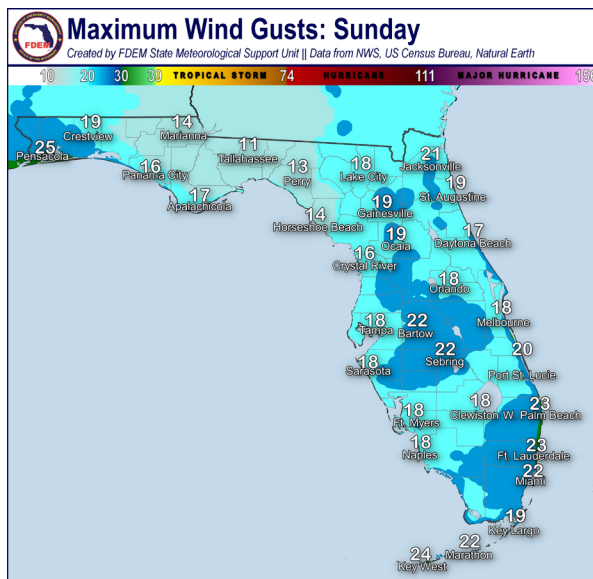 FDEM
Maximum Wind Gusts: Sunday
Created by FDEM State Meteorological Support Unit || Data from NWS, US Census Bureau, Natural Earth
10 20 30 39 TROPICAL STORM 74 HURRICANE 111 MAJOR HURRICANE 156
19
Crestview
14
Marianna
25
Pensacola
11
Tallahassee
16
Panama City
13
Perry
18
Lake City
21
Jacksonville
17
Apalachicola
19
St. Augustine
14
Horseshoe Beach
19
Gainesville
19
Ocala
17
Daytona Beach
16
Crystal River
18
Orlando
18
Melbourne
18
Tampa
22
Bartow
22
Sebring
20
Port St. Lucie
18
Sarasota
18
Clewiston
23
W. Palm Beach
18
Ft. Myers
18
Naples
23
Ft. Lauderdale
22
Miami
19
Key Largo
22
Marathon
24
Key West